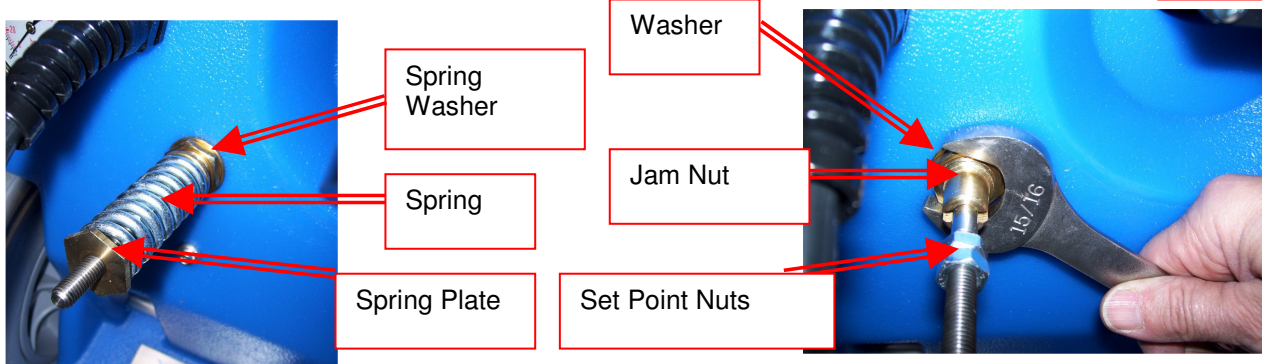 Spring
Washer
Spring
Spring Plate
Washer
Jam Nut
Set Point Nuts
15/16